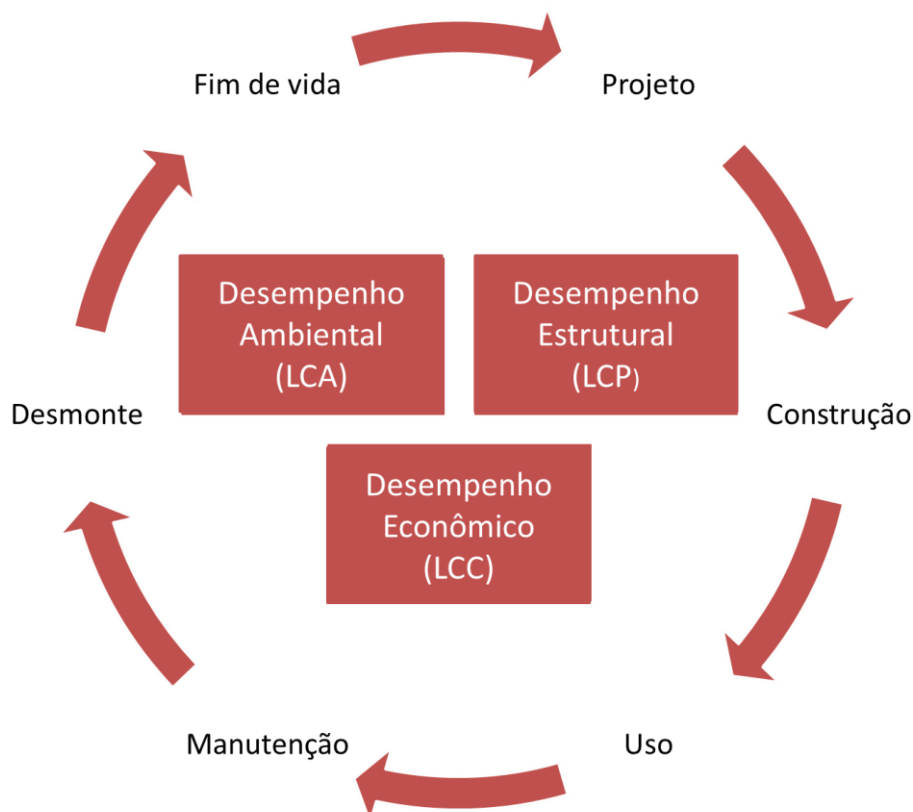 Fim de vida
Projeto
Desempenho
Ambiental
(LCA)
Desempenho
Estrutural
(LCP)
Desmonte
Construção
Desempenho
Econômico
(LCC)
Manutenção
Uso